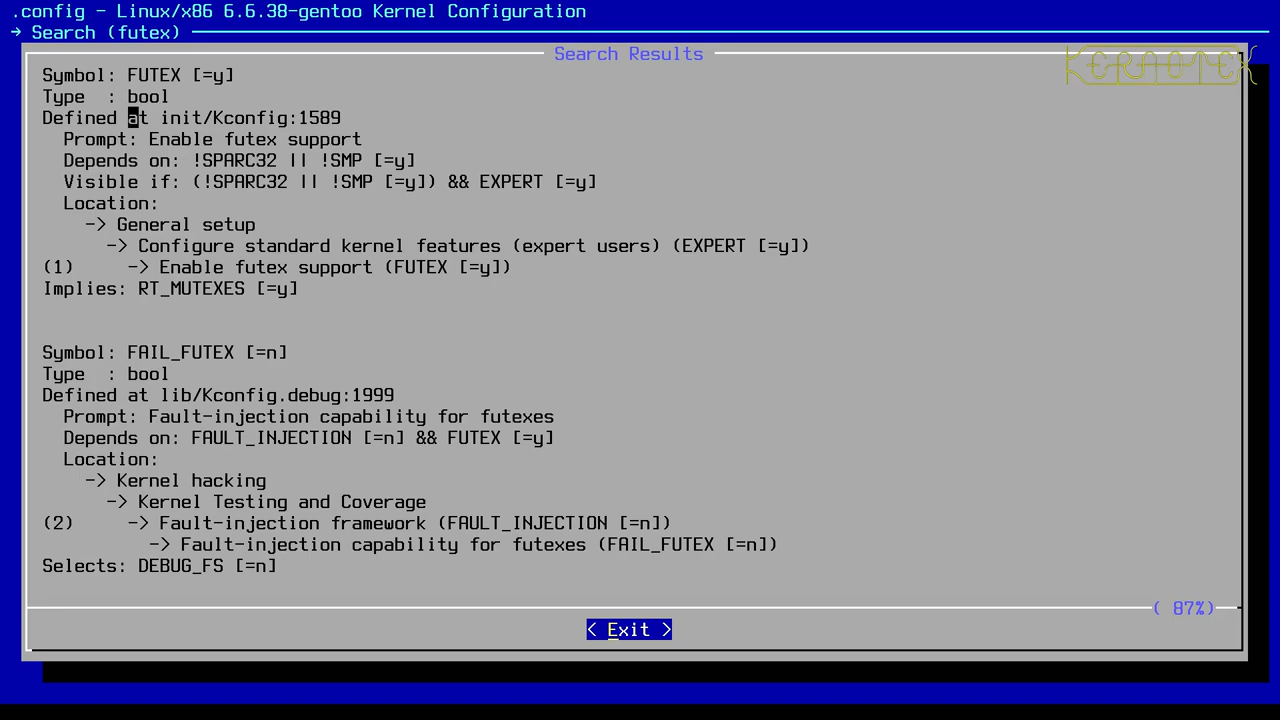 .config - Linux/x86 6.6.38-gentoo Kernel Configuration
→ Search (futex)
Search Results
KERNOTEX
Symbol: FUTEX [=y]
Type  : bool
Defined at init/Kconfig:1589
  Prompt: Enable futex support
  Depends on: !SPARC32 || !SMP [=y]
  Visible if: (!SPARC32 || !SMP [=y]) && EXPERT [=y]
  Location:
    -> General setup
      -> Configure standard kernel features (expert users) (EXPERT [=y])
(1)     -> Enable futex support (FUTEX [=y])
Implies: RT_MUTEXES [=y]
Symbol: FAIL_FUTEX [=n]
Type  : bool
Defined at lib/Kconfig.debug:1999
  Prompt: Fault-injection capability for futexes
  Depends on: FAULT_INJECTION [=n] && FUTEX [=y]
  Location:
    -> Kernel hacking
      -> Kernel Testing and Coverage
(2)     -> Fault-injection framework (FAULT_INJECTION [=n])
          -> Fault-injection capability for futexes (FAIL_FUTEX [=n])
Selects: DEBUG_FS [=n]
( 87%)
< Exit >